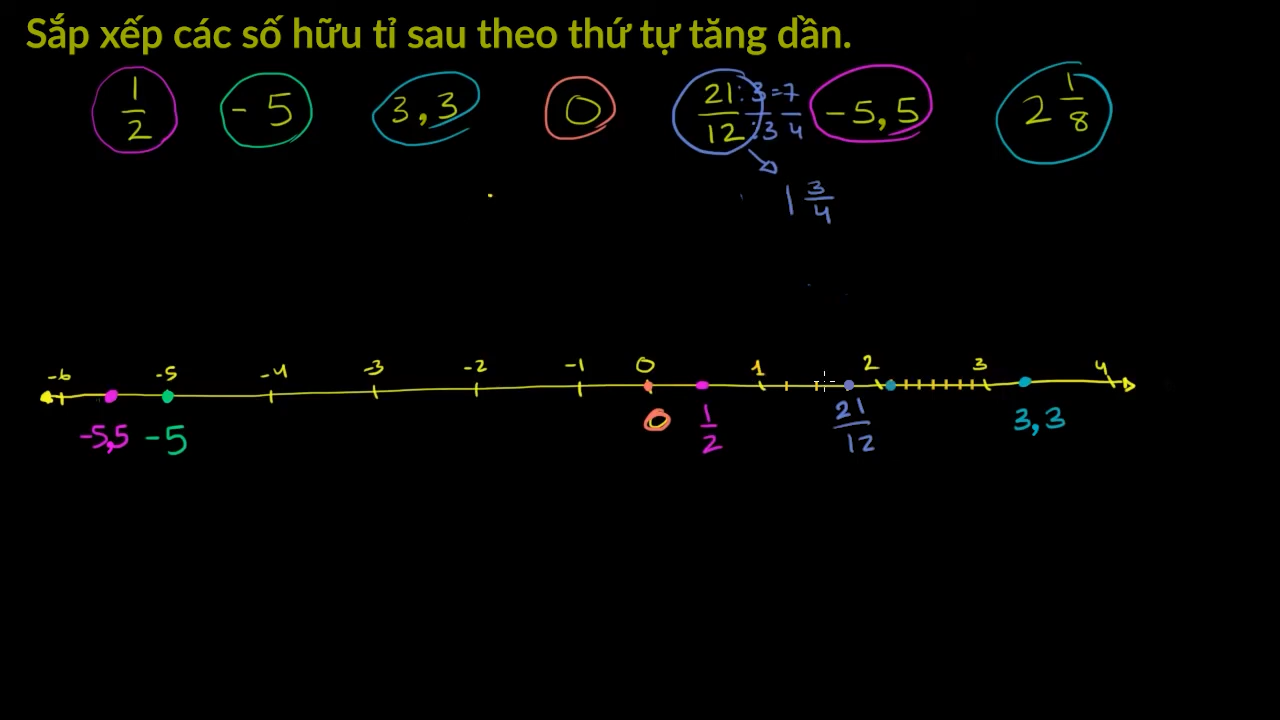 Sắp xếp các số hữu tỉ sau theo thứ tự tăng dần.
1/2 -5 3,3 0 21/12 :3/:3 = 7/4 -5,5 2 1/8
1 3/4
-6 -5 -4 -3 -2 -1 0 1 2 3 4
-5,5 -5 0 1/2 21/12 3,3